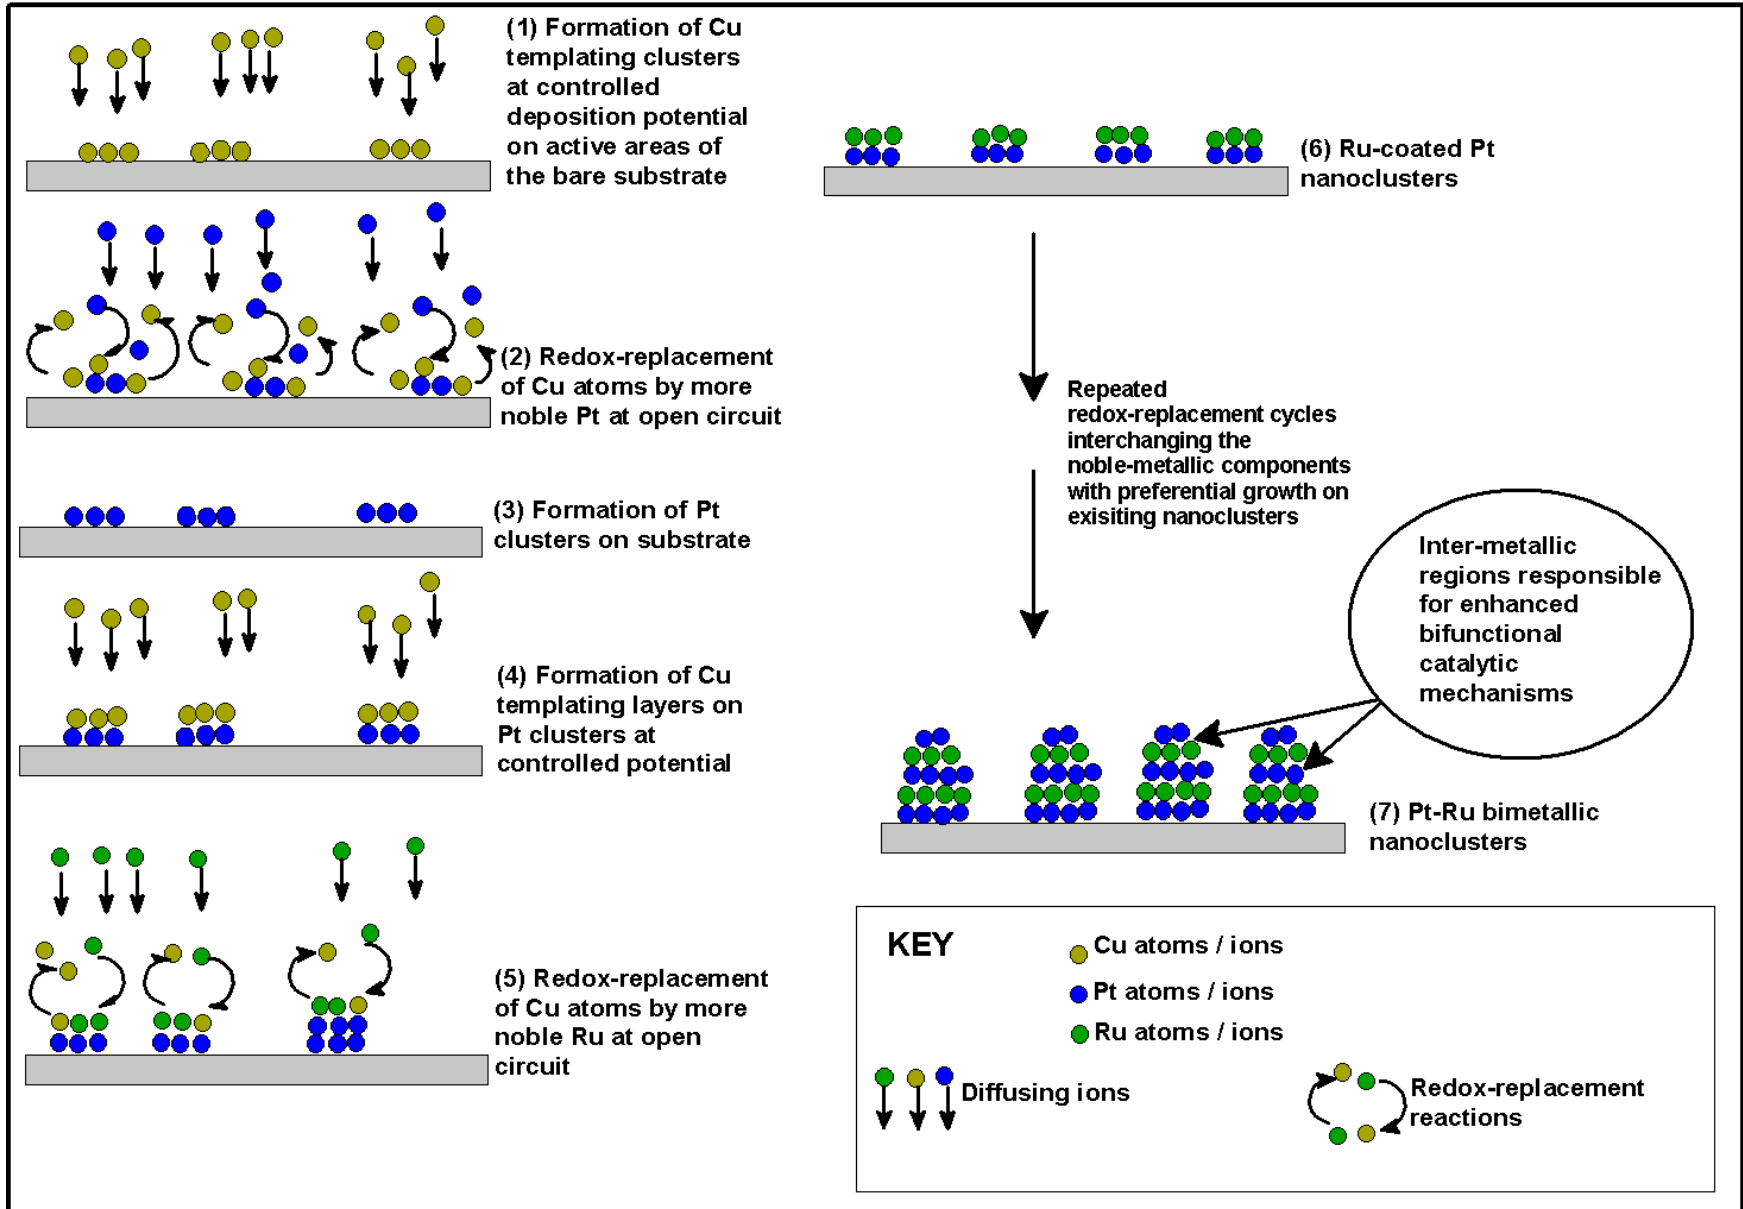 (1) Formation of Cu
templating clusters
at controlled
deposition potential
on active areas of
the bare substrate
(2) Redox-replacement
of Cu atoms by more
noble Pt at open circuit
(3) Formation of Pt
clusters on substrate
(4) Formation of Cu
templating layers on
Pt clusters at
controlled potential
(5) Redox-replacement
of Cu atoms by more
noble Ru at open
circuit
(6) Ru-coated Pt
nanoclusters
Repeated
redox-replacement cycles
interchanging the
noble-metallic components
with preferential growth on
exisiting nanoclusters
Inter-metallic
regions responsible
for enhanced
bifunctional
catalytic
mechanisms
(7) Pt-Ru bimetallic
nanoclusters
KEY
Cu atoms / ions
Pt atoms / ions
Ru atoms / ions
Diffusing ions
Redox-replacement
reactions